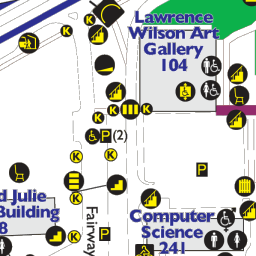 Lawrence
Wilson Art
Gallery
104
K
K
K
K
P (2)
K
K
P
K
d Julie
Building
8
K
Fairway
Computer
Science
241
K